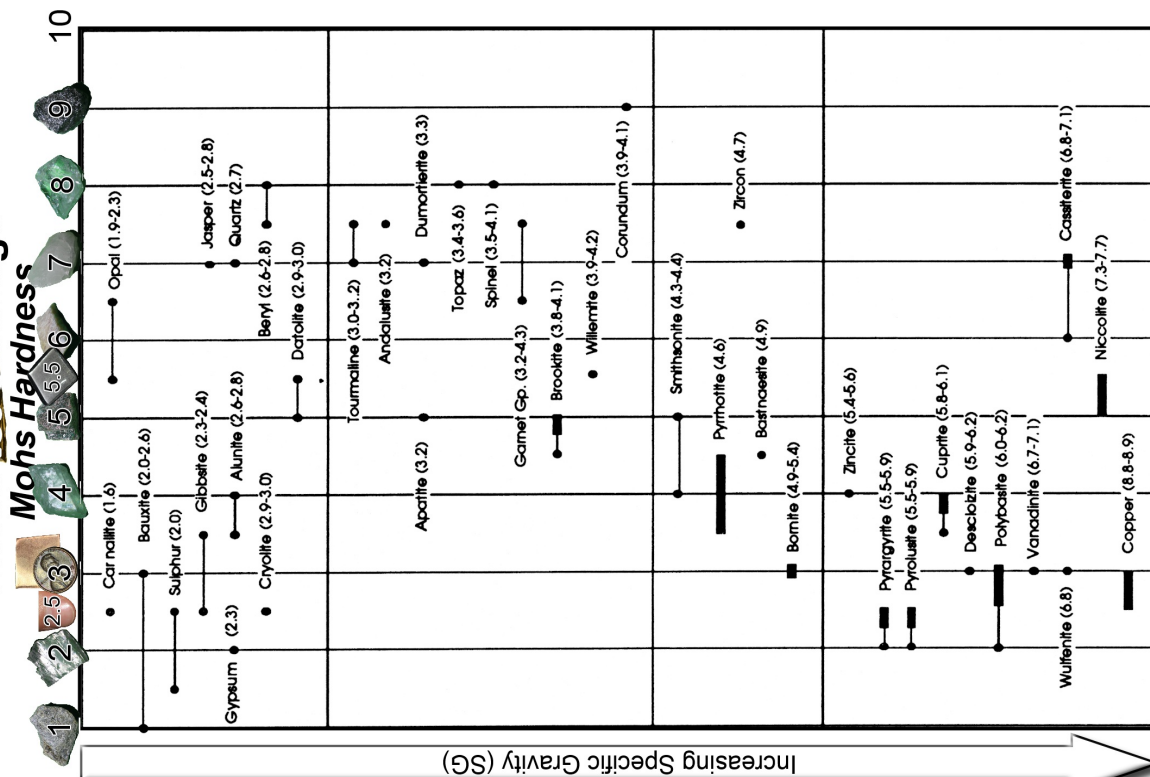 Mohs Hardness
1
2
2.5
3
4
5
5.5
6
7
8
9
10
Increasing Specific Gravity (SG)
Carnallite (1.6)
Opal (1.9-2.3)
Bauxite (2.0-2.6)
Sulphur (2.0)
Gibbsite (2.3-2.4)
Jasper (2.5-2.8)
Gypsum (2.3)
Alunite (2.6-2.8)
Quartz (2.7)
Cryolite (2.9-3.0)
Beryl (2.6-2.8)
Datolite (2.9-3.0)
Tourmaline (3.0-3..2)
Andalusite (3.2)
Apatite (3.2)
Dumortierite (3.3)
Topaz (3.4-3.6)
Spinel (3.5-4.1)
Garnet Gp. (3.2-4.3)
Brookite (3.8-4.1)
Willemite (3.9-4.2)
Corundum (3.9-4.1)
Smithsonite (4.3-4.4)
Pyrrhotite (4.6)
Zircon (4.7)
Bastnaesite (4.9)
Bornite (4.9-5.4)
Zincite (5.4-5.6)
Pyrargyrite (5.5-5.9)
Pyrolusite (5.5-5.9)
Cuprite (5.8-6.1)
Descloizite (5.9-6.2)
Polybasite (6.0-6.2)
Vanadinite (6.7-7.1)
Wulfenite (6.8)
Cassiterite (6.8-7.1)
Niccolite (7.3-7.7)
Copper (8.8-8.9)